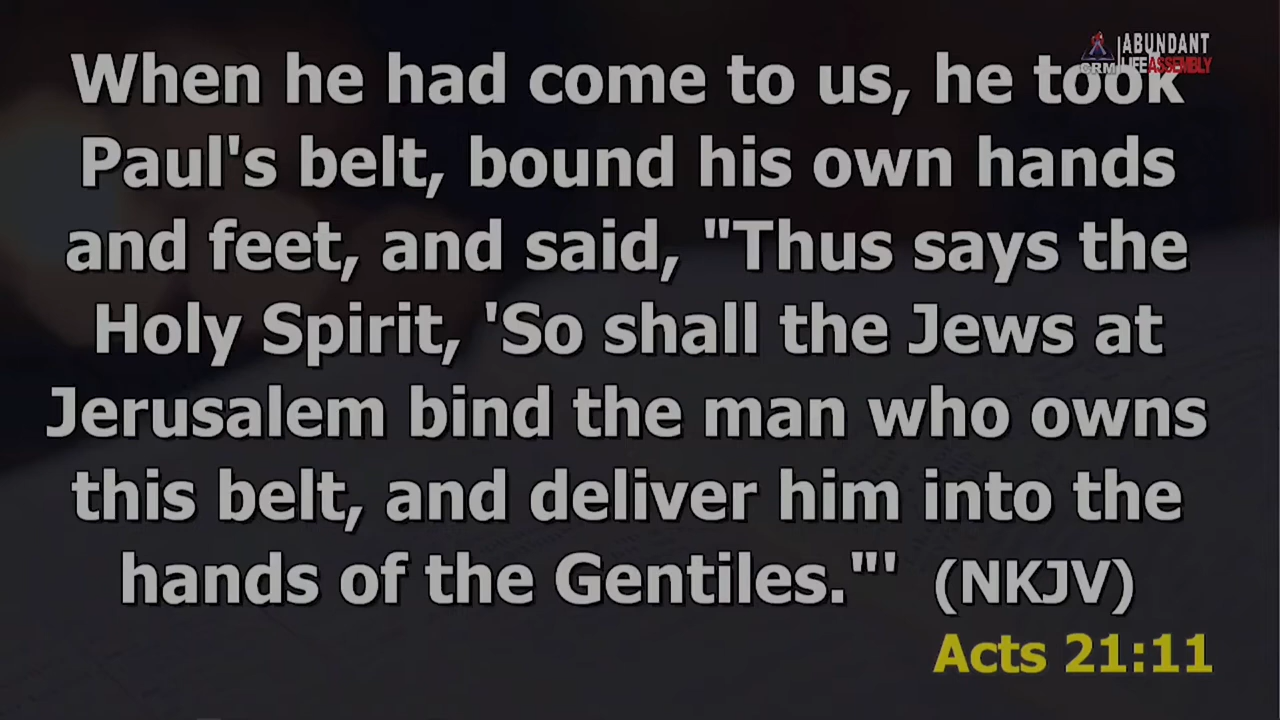 ABUNDANT
CRM LIFE ASSEMBLY
When he had come to us, he took
Paul's belt, bound his own hands
and feet, and said, "Thus says the
Holy Spirit, 'So shall the Jews at
Jerusalem bind the man who owns
this belt, and deliver him into the
hands of the Gentiles."' (NKJV)
Acts 21:11